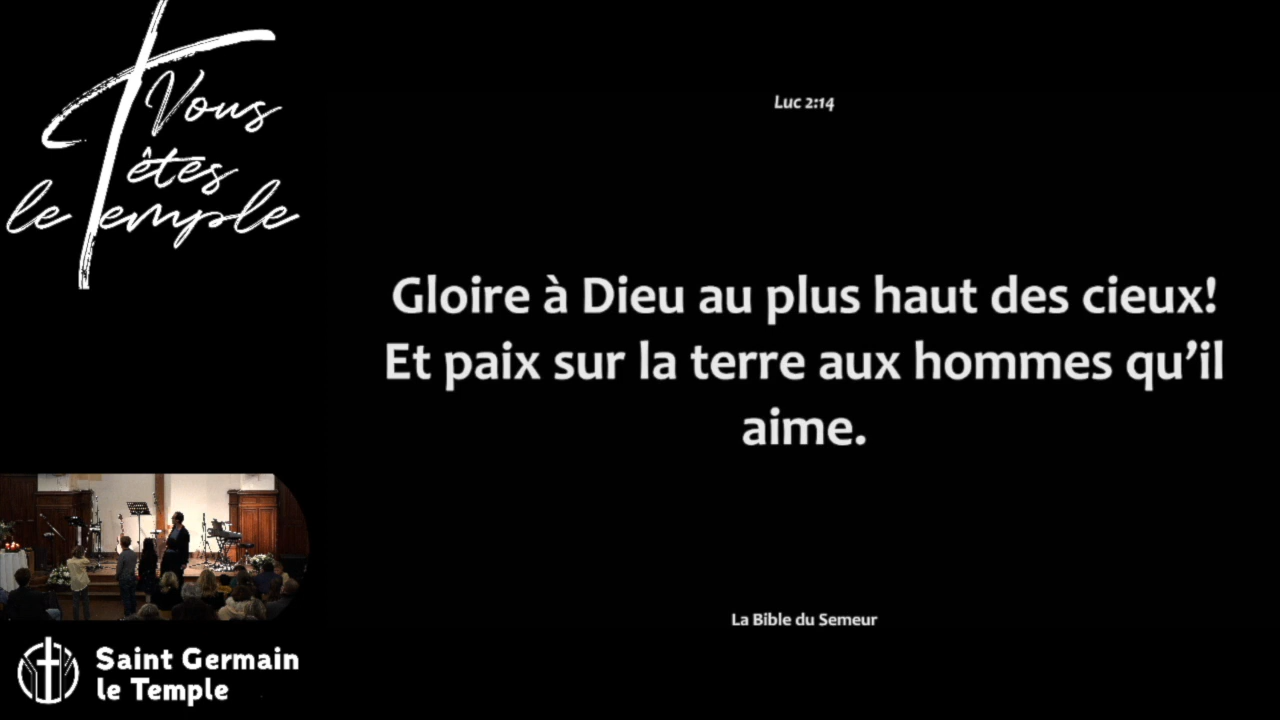 Vous
êtes
le Temple
Luc 2:14
Gloire à Dieu au plus haut des cieux!
Et paix sur la terre aux hommes qu’il
aime.
La Bible du Semeur
Saint Germain
le Temple